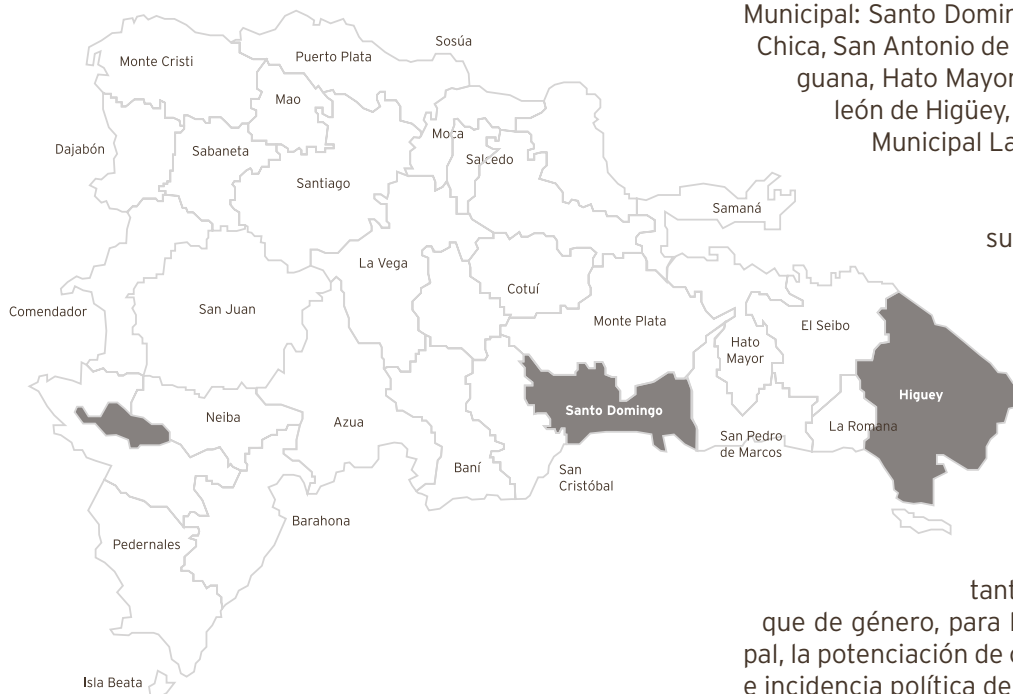 Municipal: Santo Domin
Chica, San Antonio de
guana, Hato Mayor
león de Higüey,
Municipal La
su
tant
que de género, para
pal, la potenciación de
e incidencia política de
Monte Cristi
Puerto Plata
Sosúa
Mao
Dajabón
Sabaneta
Moca
Salcedo
Santiago
Samaná
La Vega
Cotuí
Comendador
San Juan
Monte Plata
El Seibo
Hato
Mayor
Higuey
Neiba
Azua
Santo Domingo
La Romana
San Pedro
de Marcos
Baní
San
Cristóbal
Barahona
Pedernales
Isla Beata